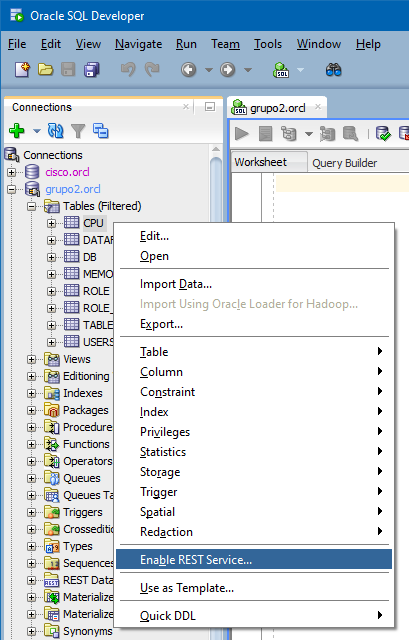 Oracle SQL Developer
File Edit View Navigate Run Team Tools Window Help
SQL
Connections
grupo2.orcl
Worksheet Query Builder
Connections
cisco.orcl
grupo2.orcl
Tables (Filtered)
CPU
DATAF
DB
MEMO
ROLE
ROLE_
TABLE
USERS
Views
Editioning
Indexes
Packages
Procedures
Functions
Operators
Queues
Queues Ta
Triggers
Crossedition
Types
Sequences
REST REST Data
Materialize
Materialize
Synonyms
Edit...
Open
Import Data...
Import Using Oracle Loader for Hadoop...
Export...
Table
Column
Constraint
Index
Privileges
Statistics
Storage
Trigger
Spatial
Redaction
Enable REST Service...
Use as Template...
Quick DDL